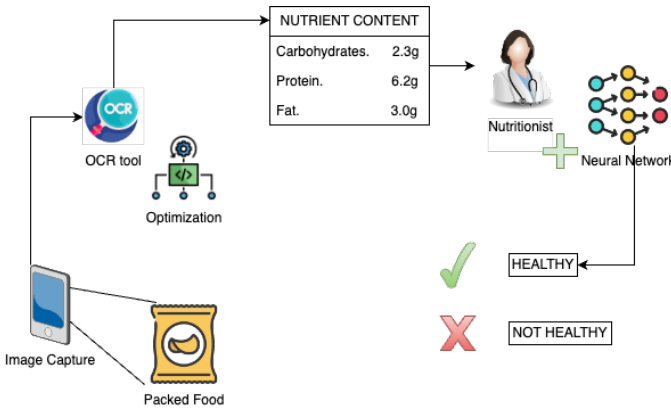 NUTRIENT CONTENT
Carbohydrates. 2.3g
Protein. 6.2g
Fat. 3.0g
OCR
OCR tool
</>
Optimization
Nutritionist
Neural Network
HEALTHY
NOT HEALTHY
Image Capture
Packed Food